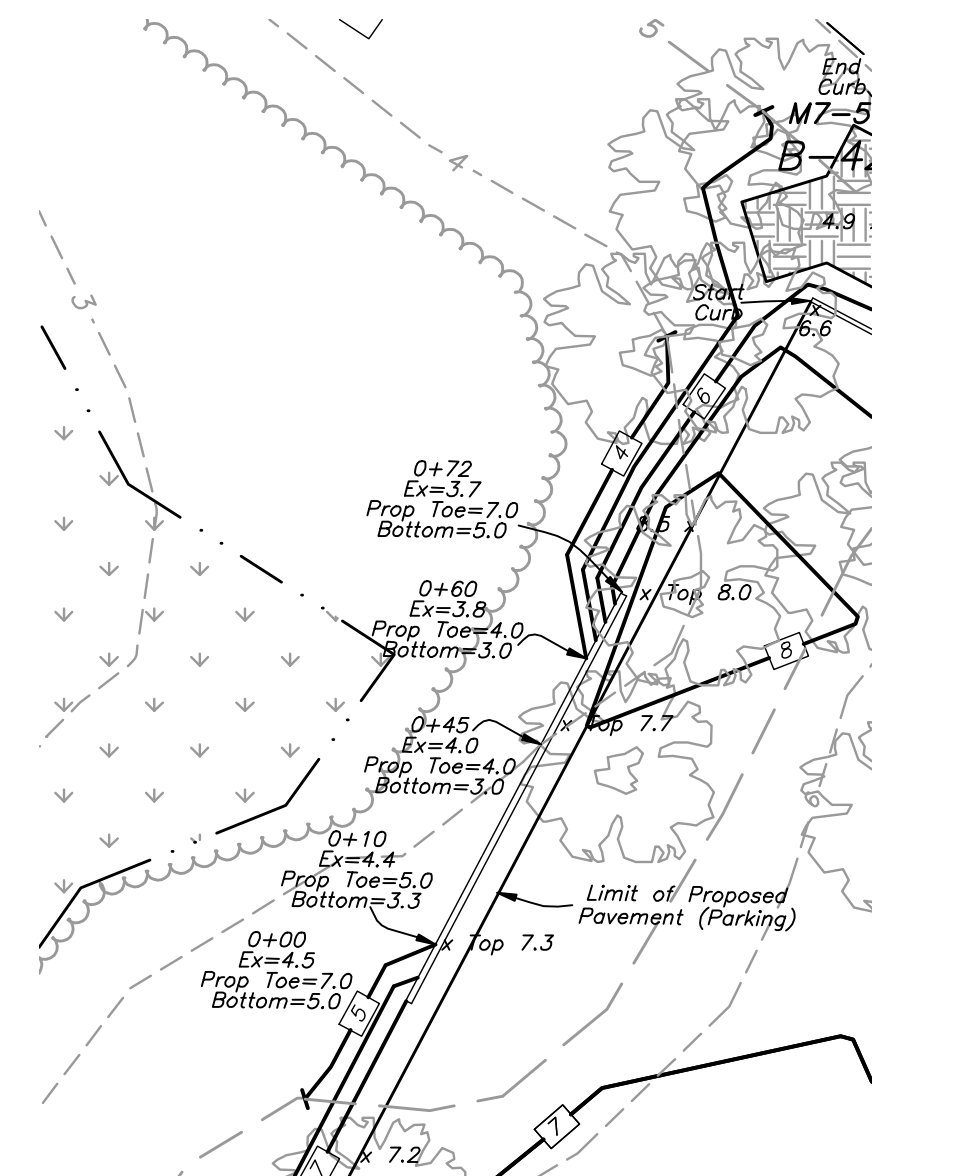 5
End
Curb
M7-5
4
4.9
3
Start
Curb
6.6
6
4
0+72
Ex=3.7
Prop Toe=7.0
Bottom=5.0
x Top 8.0
0+60
Ex=3.8
Prop Toe=4.0
Bottom=3.0
8
0+45
Ex=4.0
Prop Toe=4.0
Bottom=3.0
x Top 7.7
0+10
Ex=4.4
Prop Toe=5.0
Bottom=3.3
Limit of Proposed
Pavement (Parking)
x Top 7.3
0+00
Ex=4.5
Prop Toe=7.0
Bottom=5.0
5
7
7
x 7.2